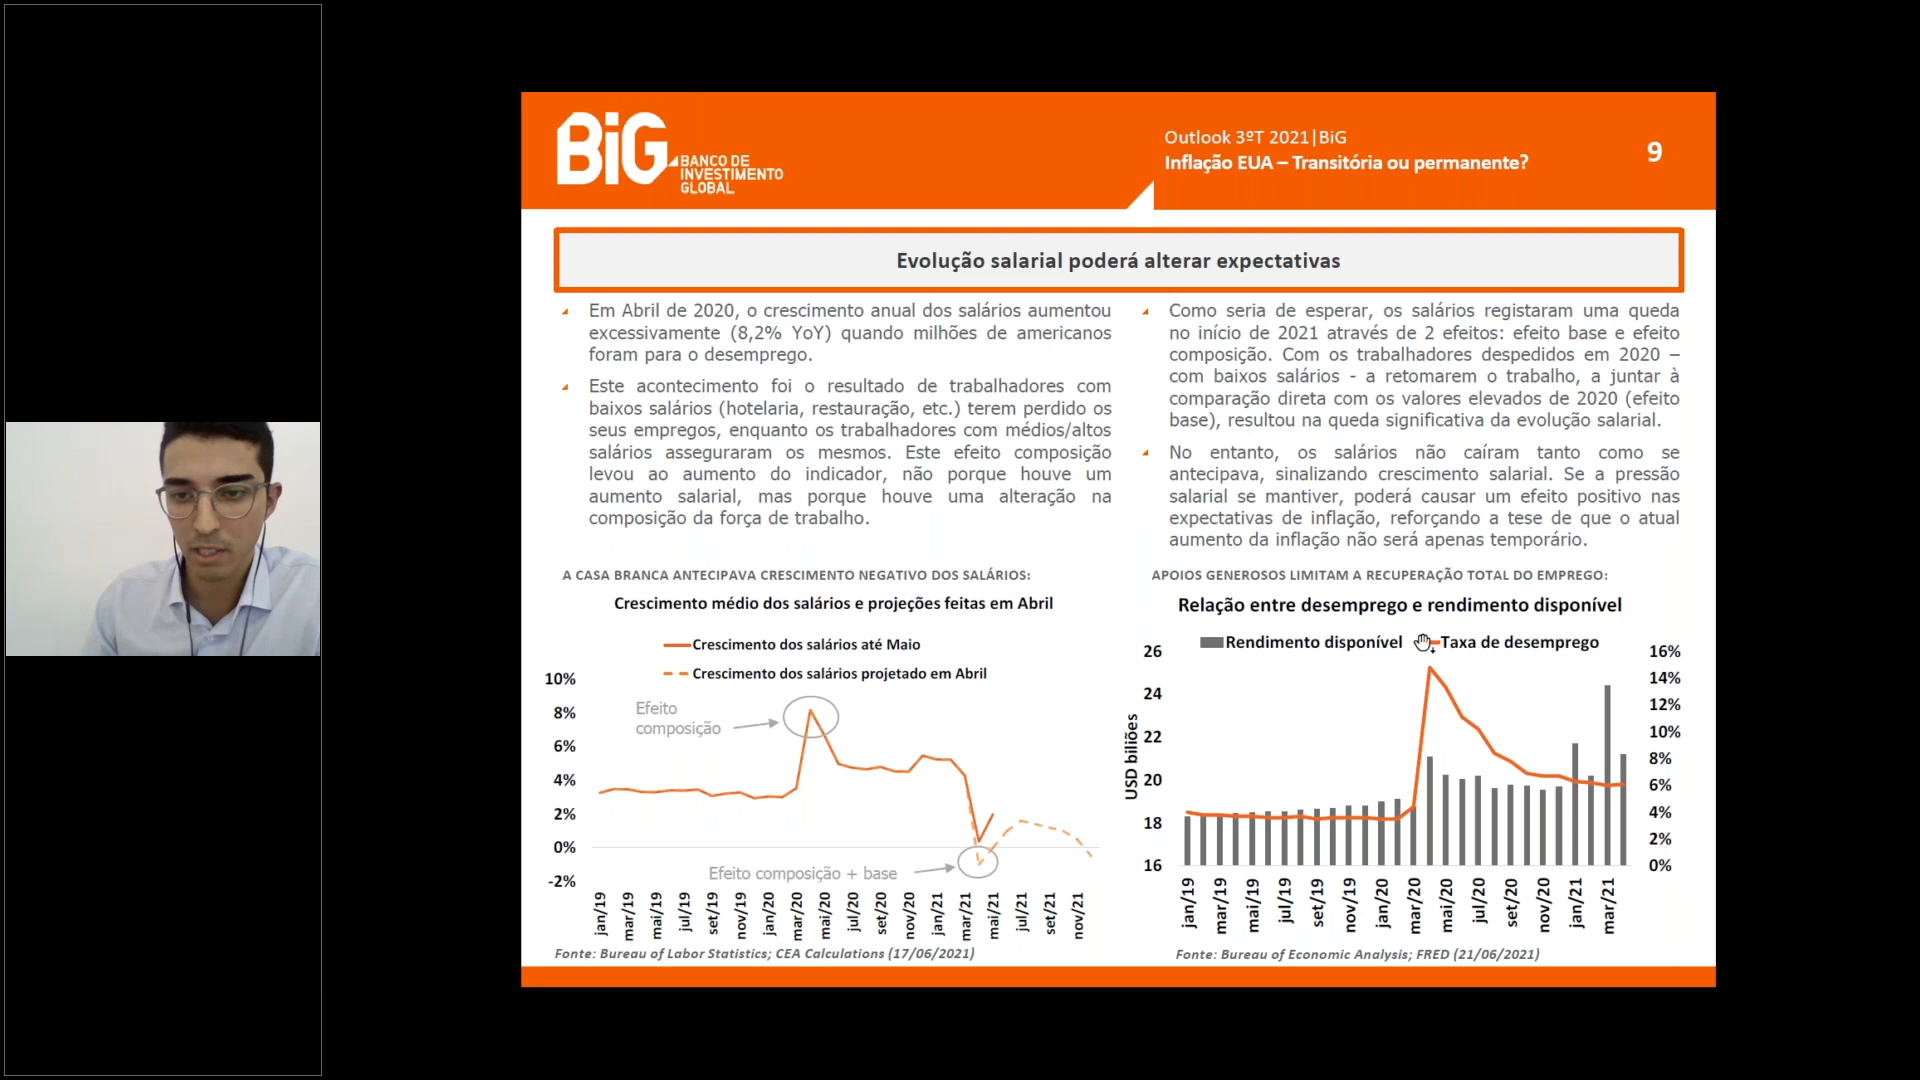 BiG
BANCO DE
INVESTIMENTO
GLOBAL
Outlook 3ºT 2021|BiG
Inflação EUA – Transitória ou permanente?
9
Evolução salarial poderá alterar expectativas
Em Abril de 2020, o crescimento anual dos salários aumentou
excessivamente (8,2% YoY) quando milhões de americanos
foram para o desemprego.
Este acontecimento foi o resultado de trabalhadores com
baixos salários (hotelaria, restauração, etc.) terem perdido os
seus empregos, enquanto os trabalhadores com médios/altos
salários asseguraram os mesmos. Este efeito composição
levou ao aumento do indicador, não porque houve um
aumento salarial, mas porque houve uma alteração na
composição da força de trabalho.
Como seria de esperar, os salários registaram uma queda
no início de 2021 através de 2 efeitos: efeito base e efeito
composição. Com os trabalhadores despedidos em 2020 –
com baixos salários - a retomarem o trabalho, a juntar à
comparação direta com os valores elevados de 2020 (efeito
base), resultou na queda significativa da evolução salarial.
No entanto, os salários não caíram tanto como se
antecipava, sinalizando crescimento salarial. Se a pressão
salarial se mantiver, poderá causar um efeito positivo nas
expectativas de inflação, reforçando a tese de que o atual
aumento da inflação não será apenas temporário.
A CASA BRANCA ANTECIPAVA CRESCIMENTO NEGATIVO DOS SALÁRIOS:
Crescimento médio dos salários e projeções feitas em Abril
Crescimento dos salários até Maio
Crescimento dos salários projetado em Abril
10%
8%
6%
4%
2%
0%
-2%
Efeito
composição
Efeito composição + base
jan/19
mar/19
mai/19
jul/19
set/19
nov/19
jan/20
mar/20
mai/20
jul/20
set/20
nov/20
jan/21
mar/21
mai/21
jul/21
set/21
nov/21
Fonte: Bureau of Labor Statistics; CEA Calculations (17/06/2021)
APOIOS GENEROSOS LIMITAM A RECUPERAÇÃO TOTAL DO EMPREGO:
Relação entre desemprego e rendimento disponível
Rendimento disponível
Taxa de desemprego
USD biliões
26
24
22
20
18
16
16%
14%
12%
10%
8%
6%
4%
2%
0%
jan/19
mar/19
mai/19
jul/19
set/19
nov/19
jan/20
mar/20
mai/20
jul/20
set/20
nov/20
jan/21
mar/21
Fonte: Bureau of Economic Analysis; FRED (21/06/2021)